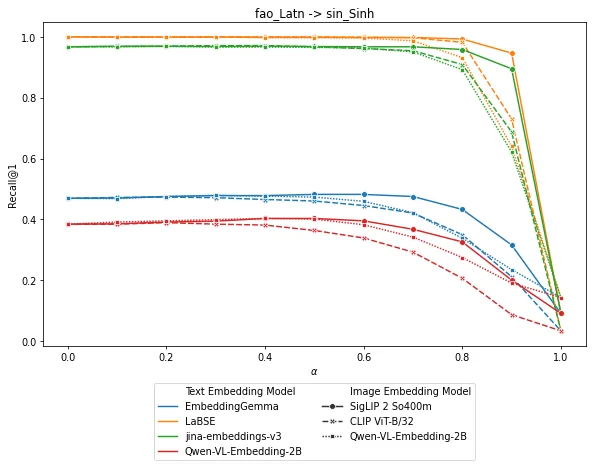 fao_Latn -> sin_Sinh
Recall@1
1.0
0.8
0.6
0.4
0.2
0.0
0.0 0.2 0.4 0.6 0.8 1.0
α
Text Embedding Model
EmbeddingGemma
LaBSE
jina-embeddings-v3
Qwen-VL-Embedding-2B
Image Embedding Model
SigLIP 2 So400m
CLIP ViT-B/32
Qwen-VL-Embedding-2B